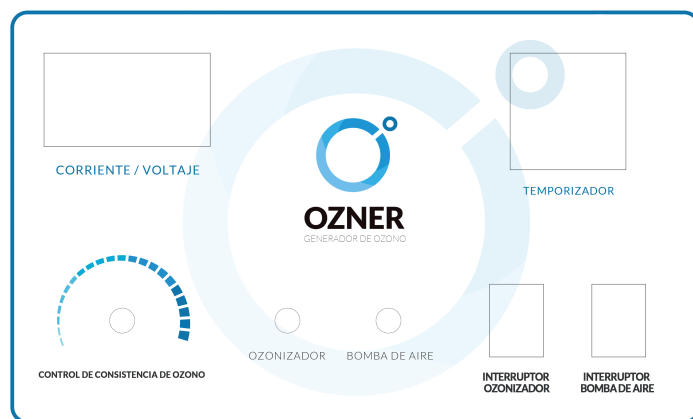 CORRIENTE / VOLTAJE
OZNER
GENERADOR DE OZONO
TEMPORIZADOR
CONTROL DE CONSISTENCIA DE OZONO
OZONIZADOR
BOMBA DE AIRE
INTERRUPTOR
OZONIZADOR
INTERRUPTOR
BOMBA DE AIRE